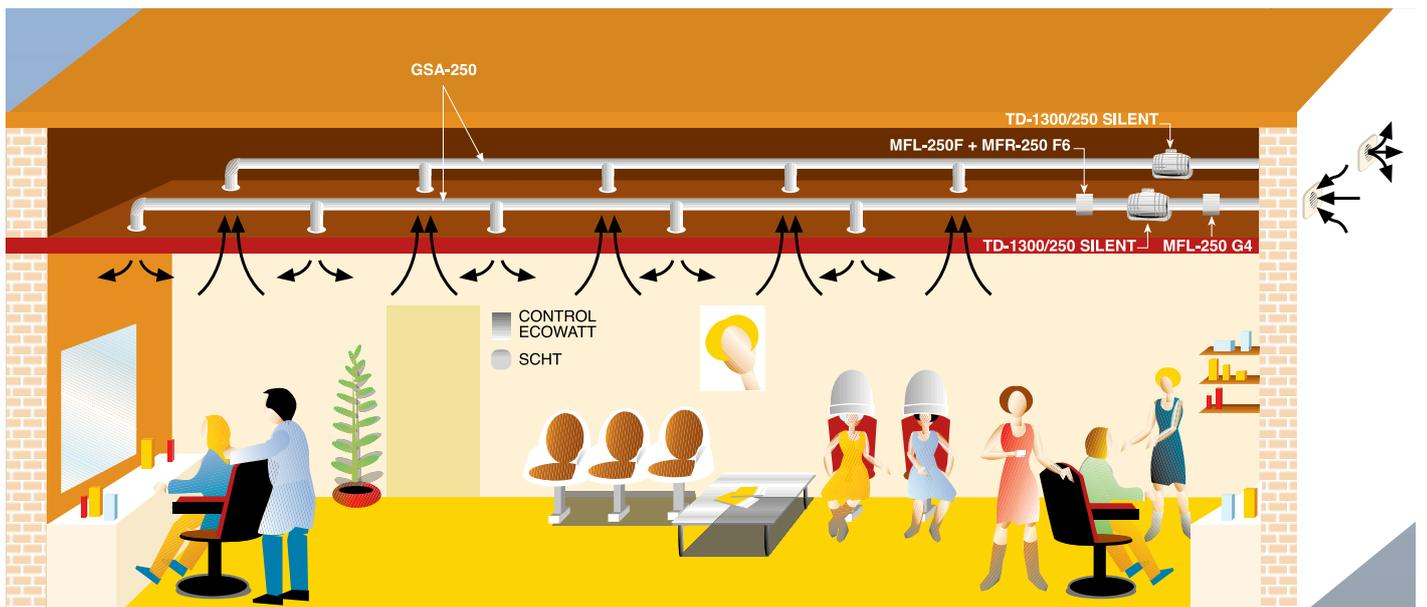 GSA-250
TD-1300/250 SILENT
MFL-250F + MFR-250 F6
TD-1300/250 SILENT
MFL-250 G4
CONTROL
ECOWATT
SCHT